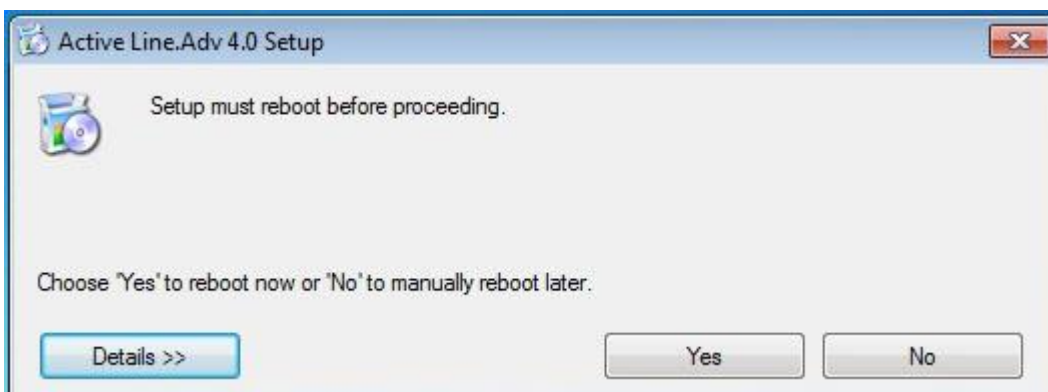 Active Line.Adv 4.0 Setup
Setup must reboot before proceeding.
Choose 'Yes' to reboot now or 'No' to manually reboot later.
Details >>
Yes
No